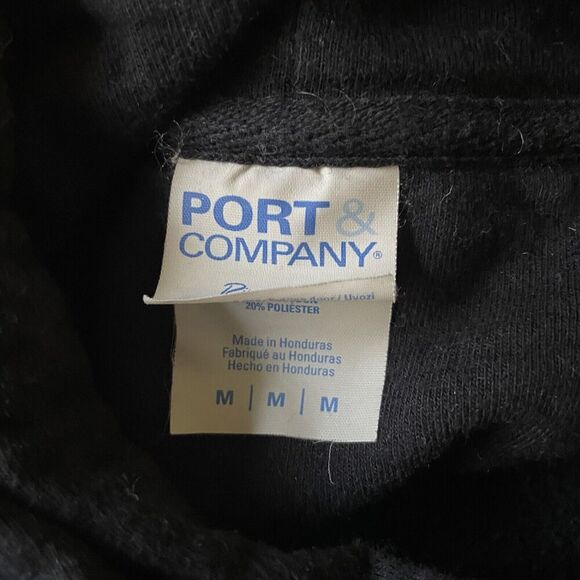 PORT &
COMPANY®
20% POLIÉSTER
Made in Honduras
Fabriqué au Honduras
Hecho en Honduras
M | M | M